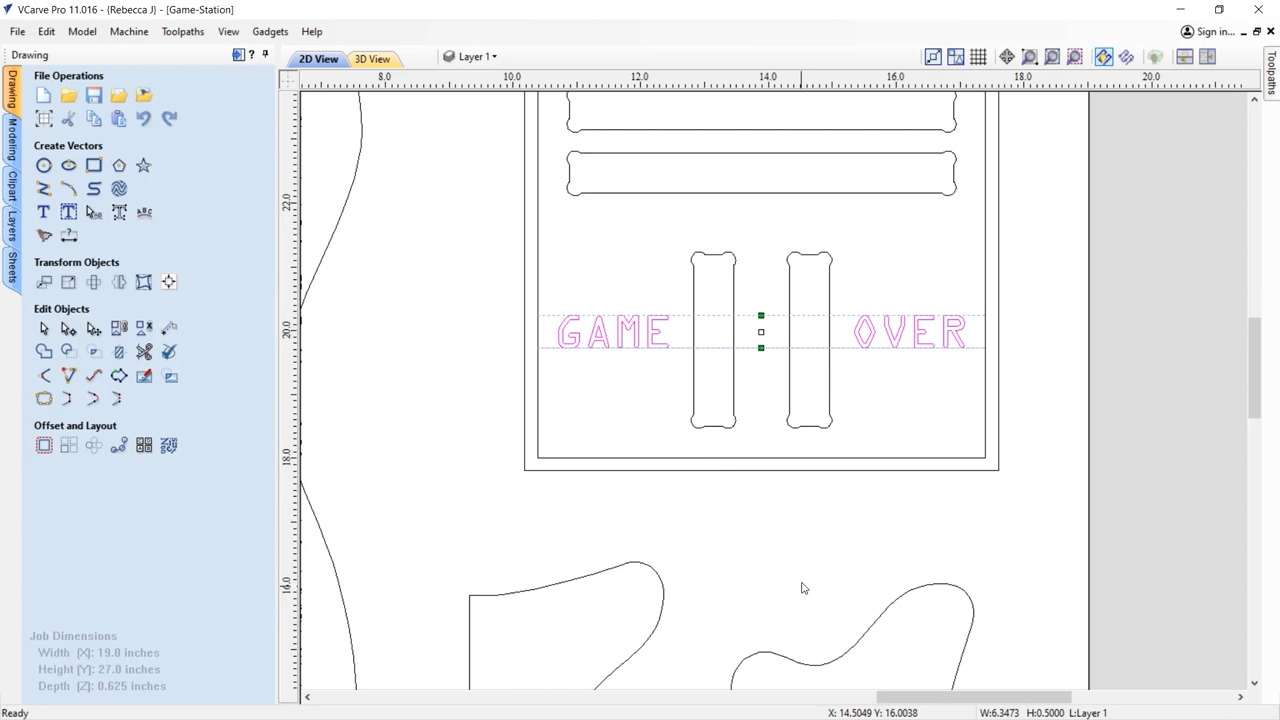 VCarve Pro 11.016 - {Rebecca J} - [Game-Station]
File Edit Model Machine Toolpaths View Gadgets Help
Sign in...
Drawing
2D View
3D View
Layer 1
8.0 10.0 12.0 14.0 16.0 18.0 20.0
Toolpaths
Drawing
Modeling
Clipart
Layers
Sheets
File Operations
Create Vectors
Transform Objects
Edit Objects
Offset and Layout
22.0
20.0
18.0
16.0
GAME OVER
Job Dimensions
Width (X): 19.0 inches
Height (Y): 27.0 inches
Depth (Z): 0.625 inches
Ready
X: 14.5049 Y: 16.0038
W:6.3473 H:0.5000 L:Layer 1